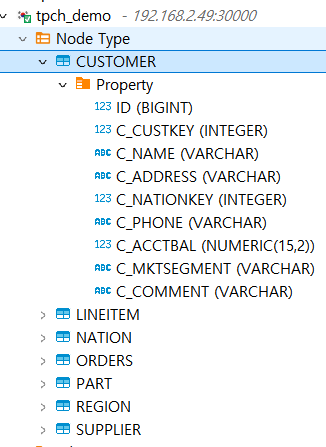 tpch_demo - 192.168.2.49:30000
Node Type
CUSTOMER
Property
123 ID (BIGINT)
123 C_CUSTKEY (INTEGER)
ABC C_NAME (VARCHAR)
ABC C_ADDRESS (VARCHAR)
123 C_NATIONKEY (INTEGER)
ABC C_PHONE (VARCHAR)
123 C_ACCTBAL (NUMERIC(15,2))
ABC C_MKTSEGMENT (VARCHAR)
ABC C_COMMENT (VARCHAR)
LINEITEM
NATION
ORDERS
PART
REGION
SUPPLIER